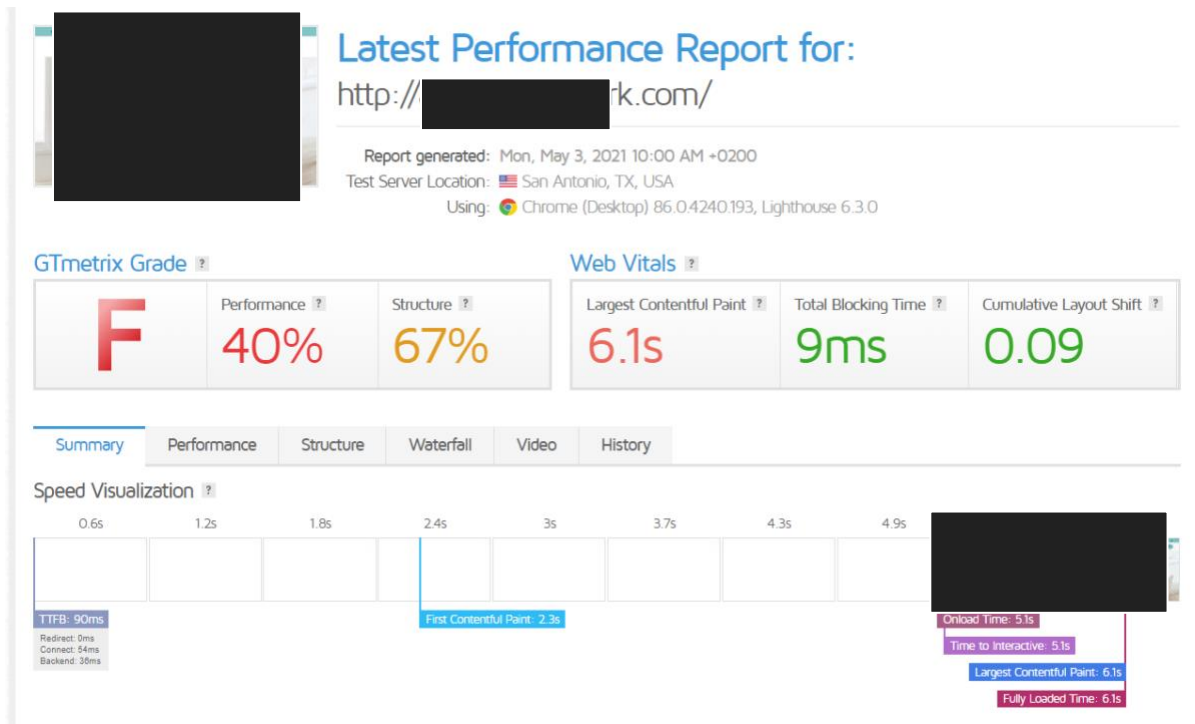 Latest Performance Report for:
http:// rk.com/
Report generated: Mon, May 3, 2021 10:00 AM +0200
Test Server Location: San Antonio, TX, USA
Using: Chrome (Desktop) 86.0.4240.193, Lighthouse 6.3.0
GTmetrix Grade ?
Web Vitals ?
F
Performance ?
40%
Structure ?
67%
Largest Contentful Paint ?
6.1s
Total Blocking Time ?
9ms
Cumulative Layout Shift ?
0.09
Summary Performance Structure Waterfall Video History
Speed Visualization ?
0.6s 1.2s 1.8s 2.4s 3s 3.7s 4.3s 4.9s
TTFB: 90ms
Redirect: 0ms
Connect: 54ms
Backend: 36ms
First Contentful Paint: 2.3s
Onload Time: 5.1s
Time to Interactive: 5.1s
Largest Contentful Paint: 6.1s
Fully Loaded Time: 6.1s